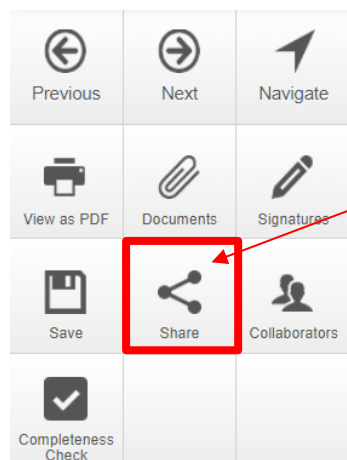 Previous
Next
Navigate
View as PDF
Documents
Signatures
Save
Share
Collaborators
Completeness
Check